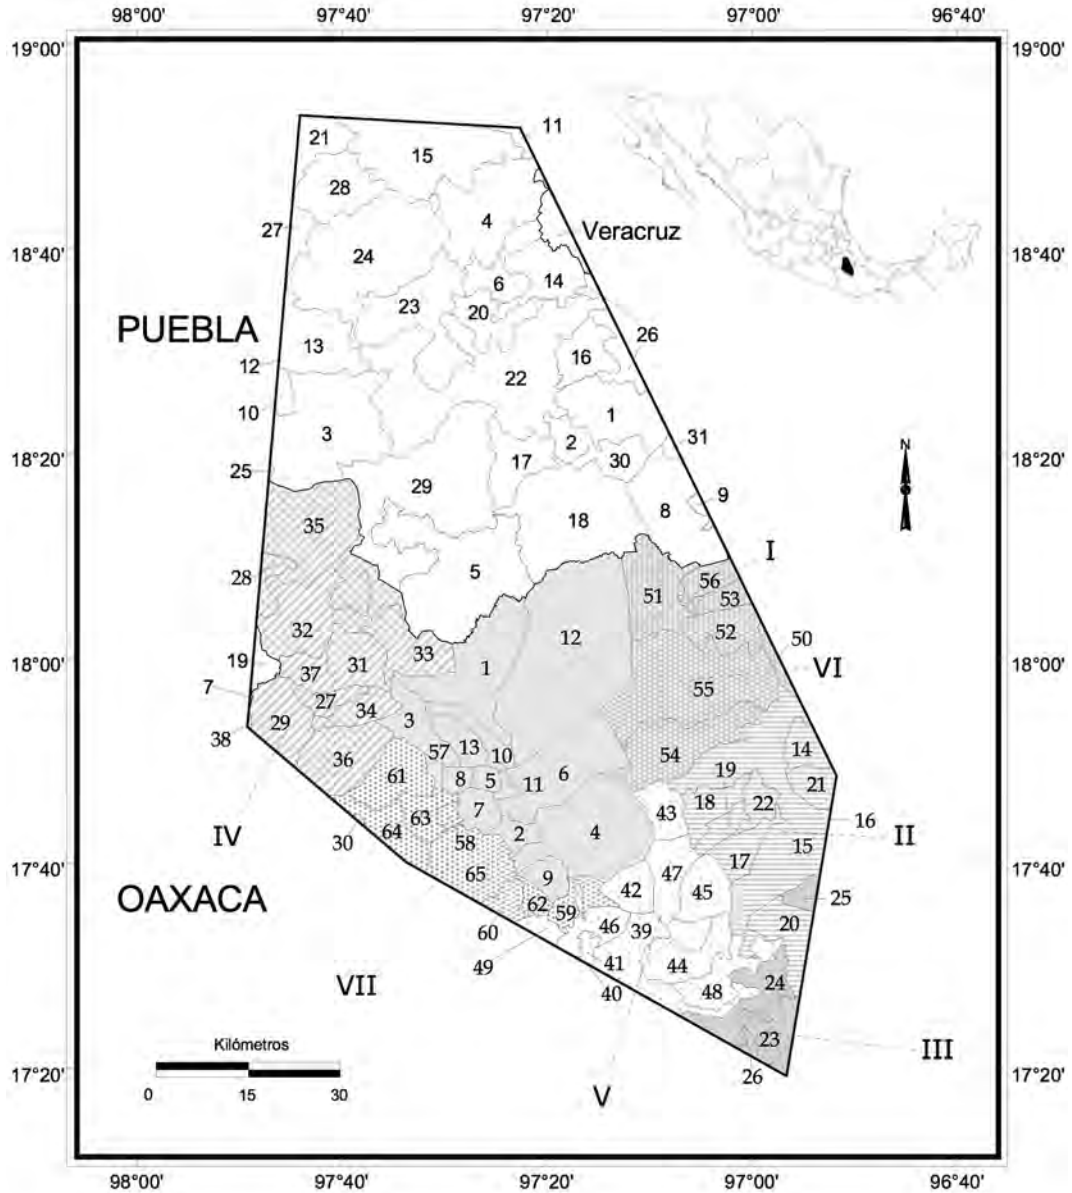 98°00' 97°40' 97°20' 97°00' 96°40'
19°00' 19°00'
11
21
15
28
4
27 Veracruz
18°40' 24 18°40'
6 14
23 20
PUEBLA 26
13 16
12 22
10 1
3 2 31
18°20' 25 17 30 18°20'
29 9
N
18 8
35 I
28 5 56
51 53
32 12 52 50
18°00' 19 33 18°00'
37 31 1 VI
7 27 55
34 3
38 29 57 13 10 54 14
36 19
61 8 5 11 6 21
18 22
7 43 16
IV 63 2 4 II
30 64 58 15
17°40' 17 17°40'
65 9 47
42 45 25
OAXACA 62 59
60 46 39 20
49 41 44
VII 40 24
48
Kilómetros 23 III
17°20' 26 17°20'
0 15 30 V
98°00' 97°40' 97°20' 97°00' 96°40'